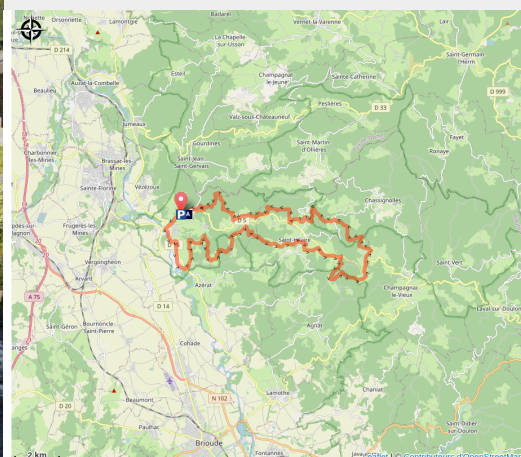 Orsonnette
Lamontgie
Badarel
Vernet-la-Varenne
Lair
D 214
La Chapelle-
sur-Usson
Saint-Germain
l'Herm
Esteil
Champagnat
le-Jeune
Sainte-Catherine
Auzat-la-Combelle
Beaulieu
D 999
Peslières
D 33
Jumeaux
Valz-sous-Châteauneuf
Gourdines
Saint-Martin
d'Ollières
Fayet
Ronaye
Charbonnier
-les-Mines
Brassac-les-
Mines
Saint-Jean
Saint-Gervais
Vézézoux
Sainte-Florine
Chassignolles
P A
D 5
Frugères-les
Mines
Saint-Hilaire
Saint-Vert
Vergongheon
Arvant
Azérat
Champagnac
-le-Vieux
A 75
D 14
Laval-sur-Doulon
Saint-Géron
Bournoncle-
Saint-Pierre
Agnat
Cohade
Lamothe
Chaniat
D 20
Beaumont
N 102
Paulhac
Saint-Didier
-sur-Doulon
Brioude
2 km
Fontannes
Leaflet | © Contributeurs d'OpenStreetMap